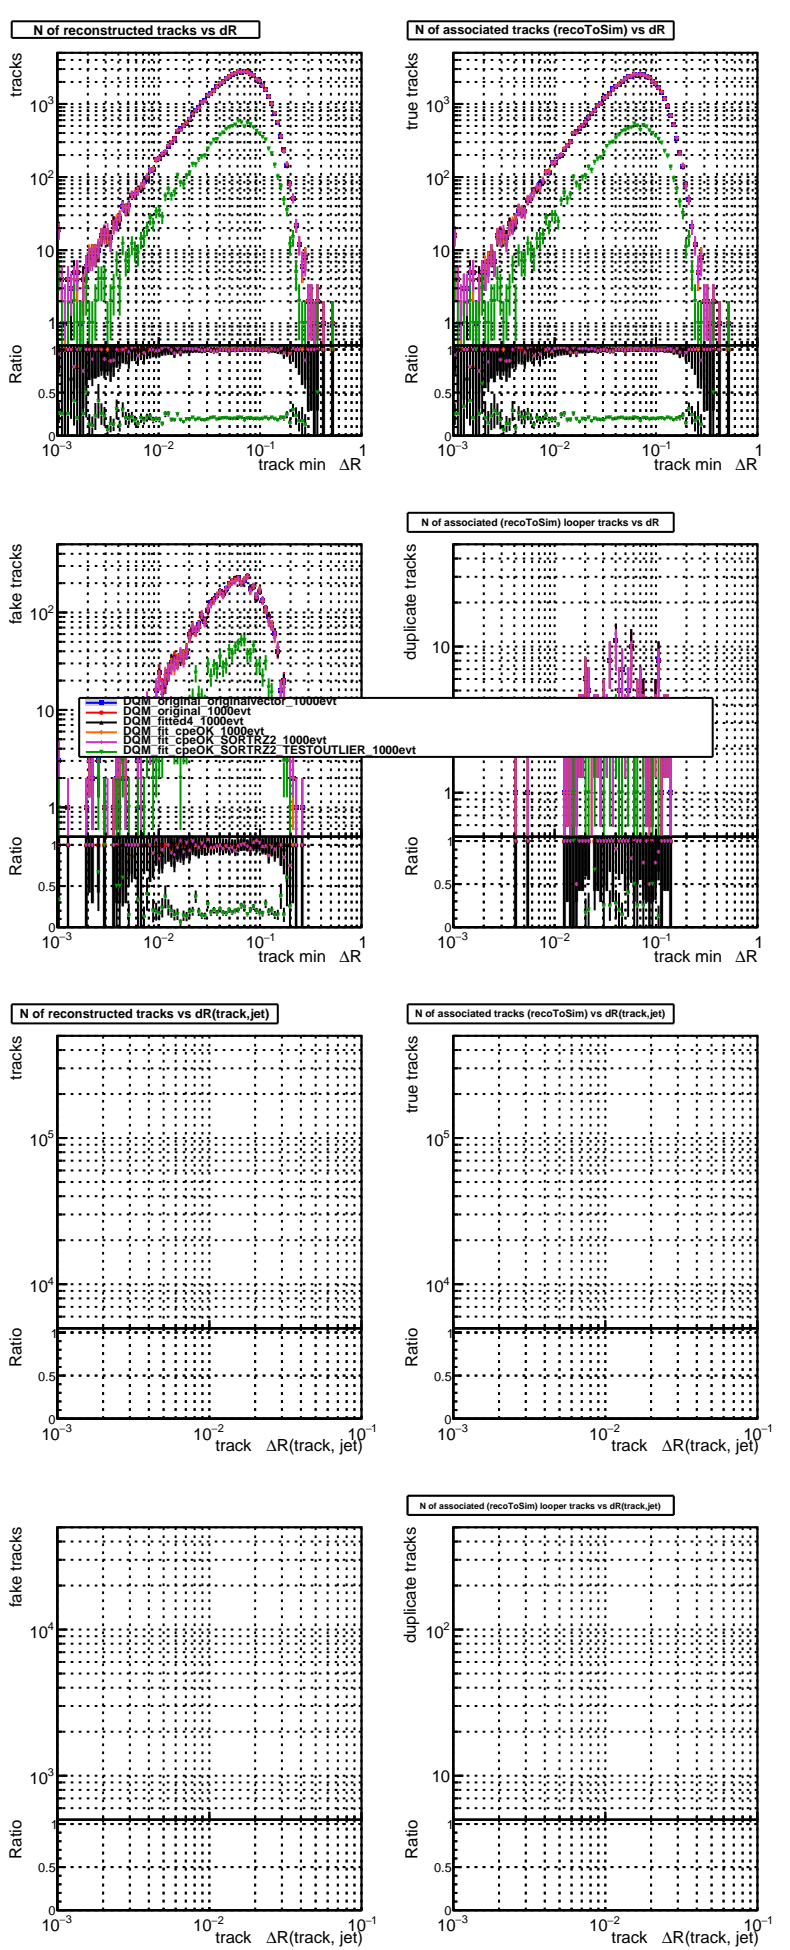 N of reconstructed tracks vs dR
tracks
10³
10²
10
1
Ratio
1
0.5
0
10⁻³ 10⁻² 10⁻¹ 1
track min ΔR
N of associated tracks (recoToSim) vs dR
true tracks
10³
10²
10
1
Ratio
1
0.5
0
10⁻³ 10⁻² 10⁻¹ 1
track min ΔR
fake tracks
10²
10
1
Ratio
1
0.5
0
10⁻³ 10⁻² 10⁻¹ 1
track min ΔR
N of associated (recoToSim) looper tracks vs dR
duplicate tracks
10
1
Ratio
1
0.5
0
10⁻³ 10⁻² 10⁻¹ 1
track min ΔR
DQM_original_originalvector_1000evt
DQM_original_1000evt
DQM_fitted4_1000evt
DQM_fit_cpeOK_1000evt
DQM_fit_cpeOK_SORTRZ2_1000evt
DQM_fit_cpeOK_SORTRZ2_TESTOUTLIER_1000evt
N of reconstructed tracks vs dR(track,jet)
tracks
10⁵
10⁴
Ratio
1
0.5
0
10⁻³ 10⁻² 10⁻¹
track ΔR(track, jet)
N of associated tracks (recoToSim) vs dR(track,jet)
true tracks
10⁵
10⁴
Ratio
1
0.5
0
10⁻³ 10⁻² 10⁻¹
track ΔR(track, jet)
fake tracks
10⁴
10³
Ratio
1
0.5
0
10⁻³ 10⁻² 10⁻¹
track ΔR(track, jet)
N of associated (recoToSim) looper tracks vs dR(track,jet)
duplicate tracks
10²
10
Ratio
1
0.5
0
10⁻³ 10⁻² 10⁻¹
track ΔR(track, jet)